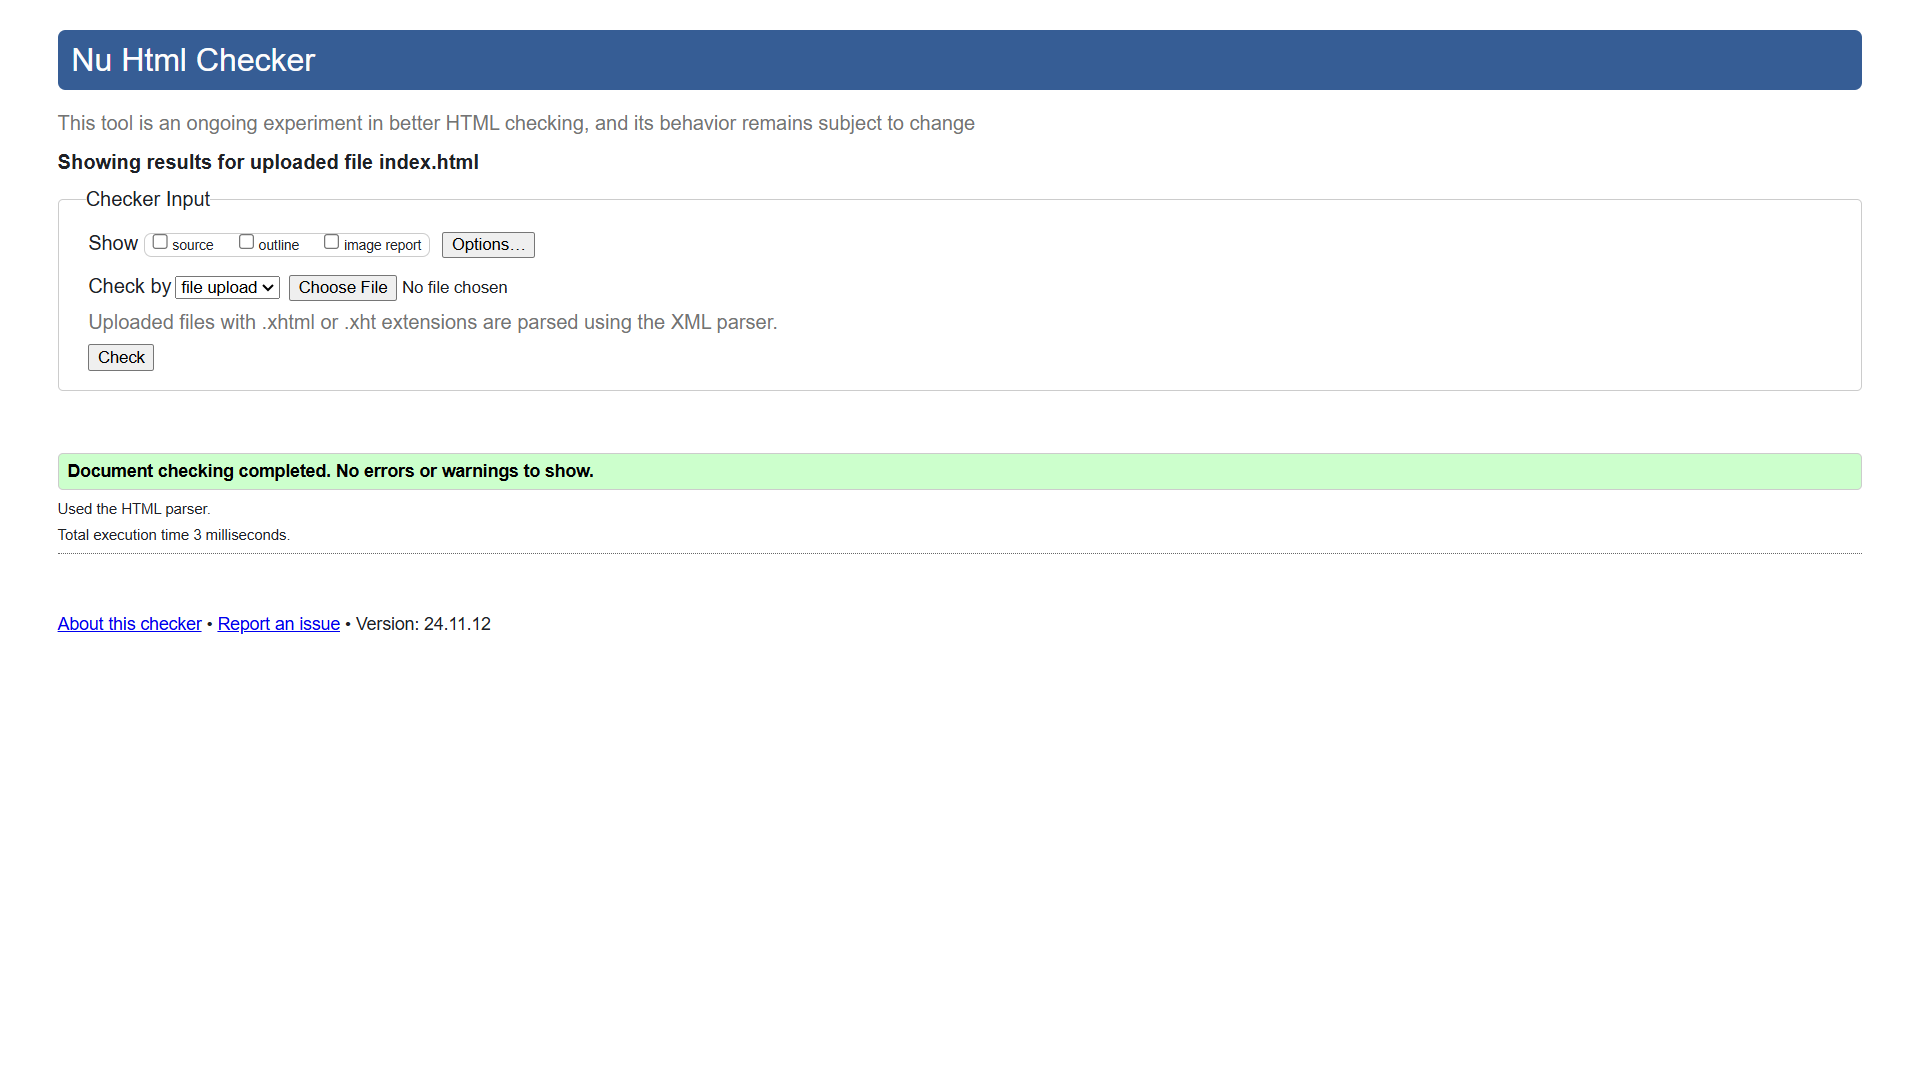 Nu Html Checker
This tool is an ongoing experiment in better HTML checking, and its behavior remains subject to change
Showing results for uploaded file index.html
Checker Input
Show source outline image report Options…
Check by file upload Choose File No file chosen
Uploaded files with .xhtml or .xht extensions are parsed using the XML parser.
Check
Document checking completed. No errors or warnings to show.
Used the HTML parser.
Total execution time 3 milliseconds.
About this checker • Report an issue • Version: 24.11.12